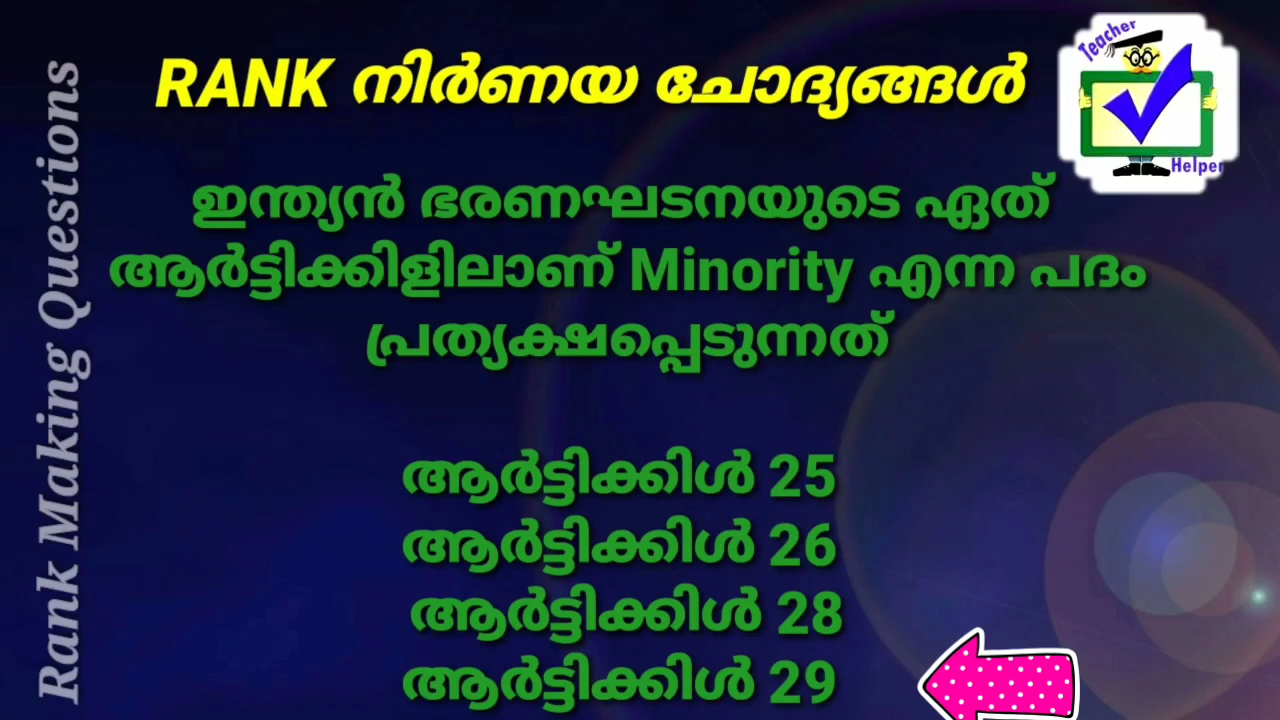 RANK നിർണയ ചോദ്യങ്ങൾ
Teacher
Helper
Rank Making Questions
ഇന്ത്യൻ ഭരണഘടനയുടെ ഏത്
ആർട്ടിക്കിളിലാണ് Minority എന്ന പദം
പ്രത്യക്ഷപ്പെടുന്നത്
ആർട്ടിക്കിൾ 25
ആർട്ടിക്കിൾ 26
ആർട്ടിക്കിൾ 28
ആർട്ടിക്കിൾ 29